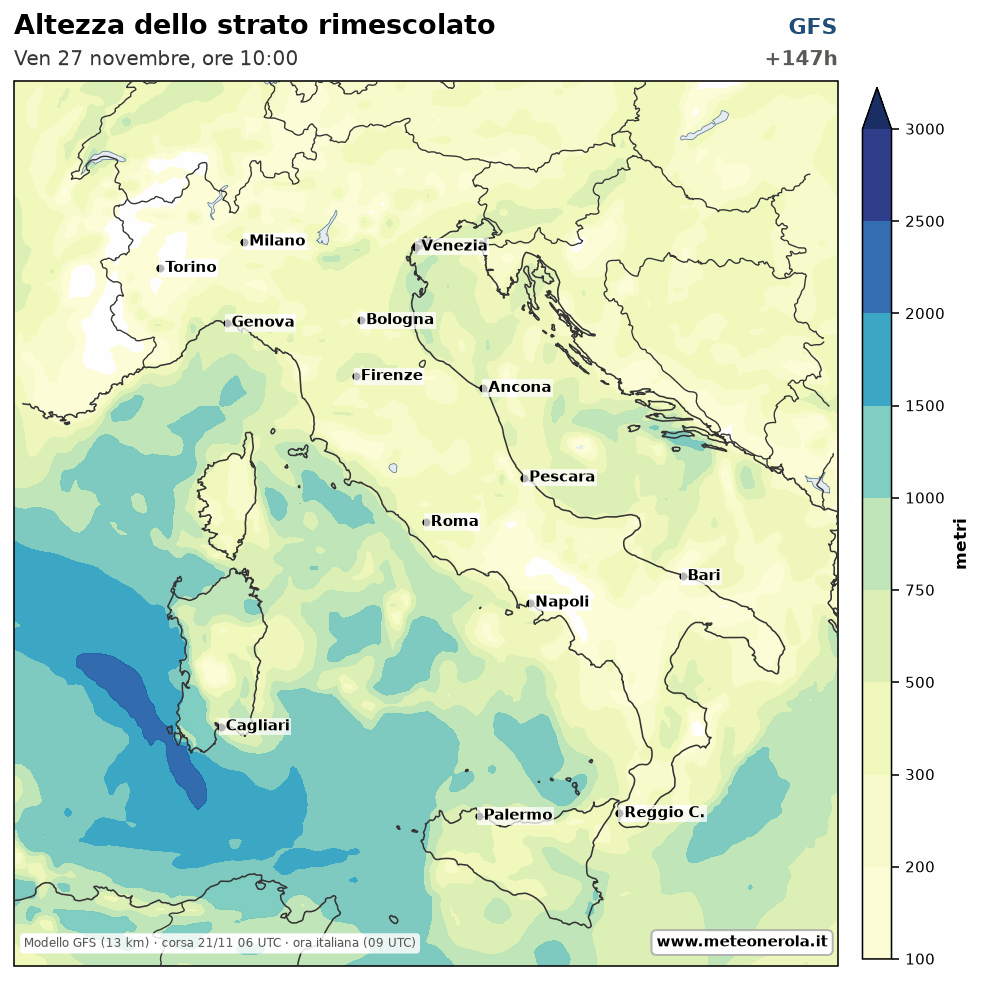 Altezza dello strato rimescolato
GFS
Ven 27 novembre, ore 10:00
+147h
Milano
Venezia
Torino
Genova
Bologna
Firenze
Ancona
Pescara
Roma
Bari
Napoli
Cagliari
Palermo
Reggio C.
3000
2500
2000
1500
1000
750
500
300
200
100
metri
Modello GFS (13 km) · corsa 21/11 06 UTC · ora italiana (09 UTC)
www.meteonerola.it